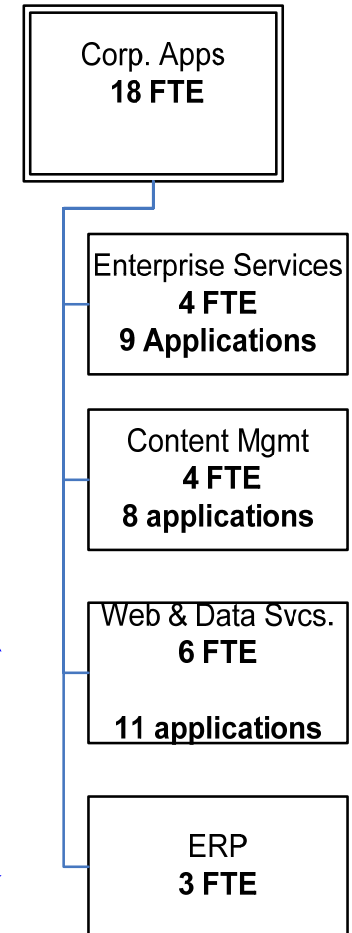 Corp. Apps
18 FTE
Enterprise Services
4 FTE
9 Applications
Content Mgmt
4 FTE
8 applications
Web & Data Svcs.
6 FTE
11 applications
ERP
3 FTE